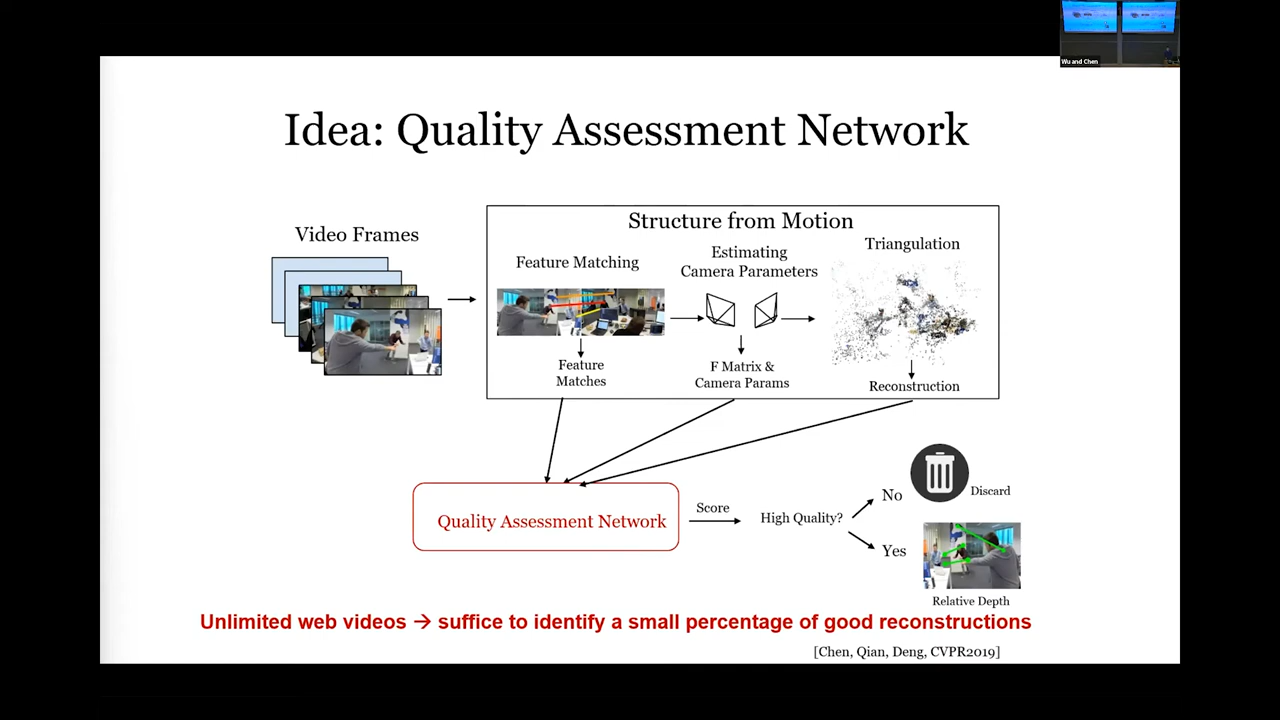 Wu and Chen
Idea: Quality Assessment Network
Video Frames
Structure from Motion
Feature Matching
Estimating
Camera Parameters
Triangulation
Feature
Matches
F Matrix &
Camera Params
Reconstruction
Quality Assessment Network
Score
High Quality?
No
Discard
Yes
Relative Depth
Unlimited web videos → suffice to identify a small percentage of good reconstructions
[Chen, Qian, Deng, CVPR2019]